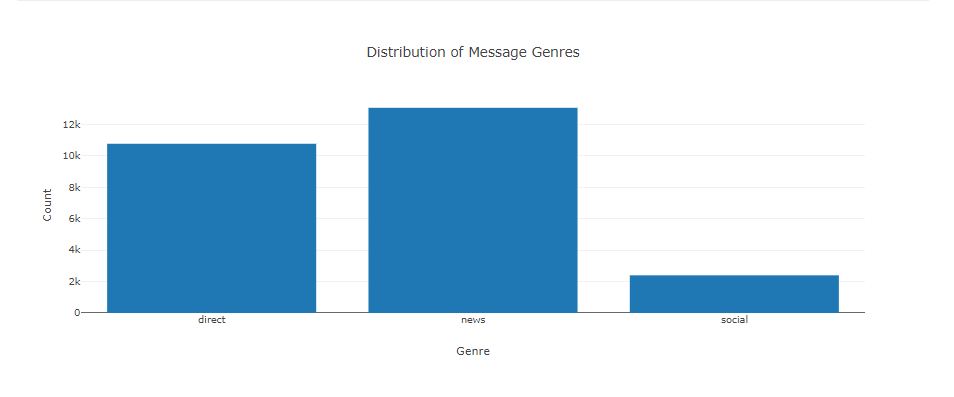 Distribution of Message Genres
12k
10k
8k
6k
4k
2k
0
Count
direct news social
Genre